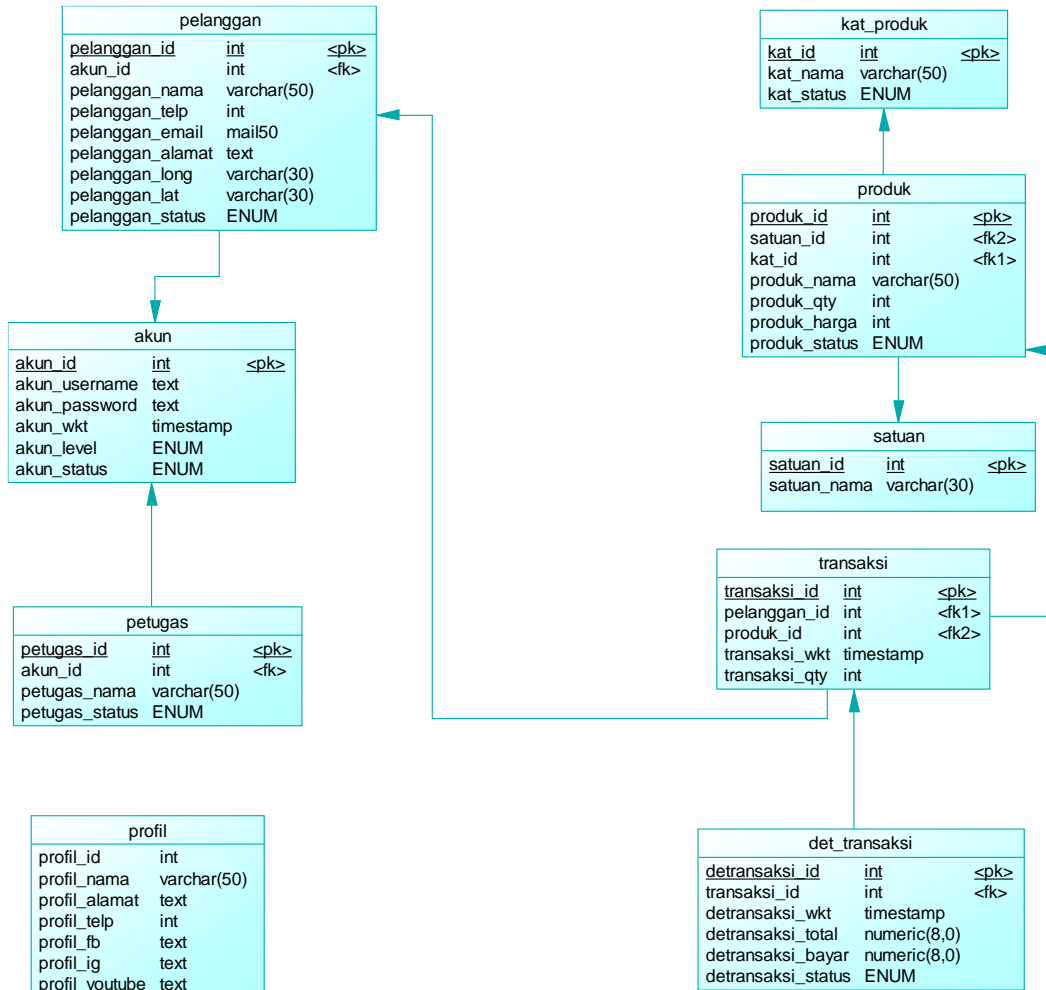 pelanggan
pelanggan_id int <pk>
akun_id int <fk>
pelanggan_nama varchar(50)
pelanggan_telp int
pelanggan_email mail50
pelanggan_alamat text
pelanggan_long varchar(30)
pelanggan_lat varchar(30)
pelanggan_status ENUM
akun
akun_id int <pk>
akun_username text
akun_password text
akun_wkt timestamp
akun_level ENUM
akun_status ENUM
petugas
petugas_id int <pk>
akun_id int <fk>
petugas_nama varchar(50)
petugas_status ENUM
profil
profil_id int
profil_nama varchar(50)
profil_alamat text
profil_telp int
profil_fb text
profil_ig text
profil_youtube text
kat_produk
kat_id int <pk>
kat_nama varchar(50)
kat_status ENUM
produk
produk_id int <pk>
satuan_id int <fk2>
kat_id int <fk1>
produk_nama varchar(50)
produk_qty int
produk_harga int
produk_status ENUM
satuan
satuan_id int <pk>
satuan_nama varchar(30)
transaksi
transaksi_id int <pk>
pelanggan_id int <fk1>
produk_id int <fk2>
transaksi_wkt timestamp
transaksi_qty int
det_transaksi
detransaksi_id int <pk>
transaksi_id int <fk>
detransaksi_wkt timestamp
detransaksi_total numeric(8,0)
detransaksi_bayar numeric(8,0)
detransaksi_status ENUM